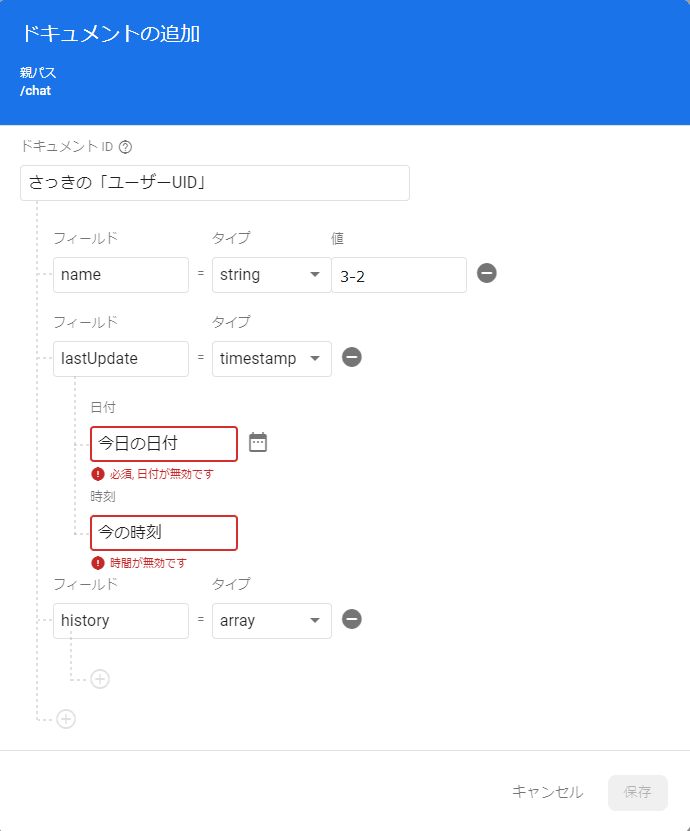 ドキュメントの追加
親パス
/chat
ドキュメント ID
さっきの「ユーザーUID」
フィールド タイプ 値
name = string 3-2
フィールド タイプ
lastUpdate = timestamp
日付
今日の日付
必須, 日付が無効です
時刻
今の時刻
時間が無効です
フィールド タイプ
history = array
キャンセル 保存